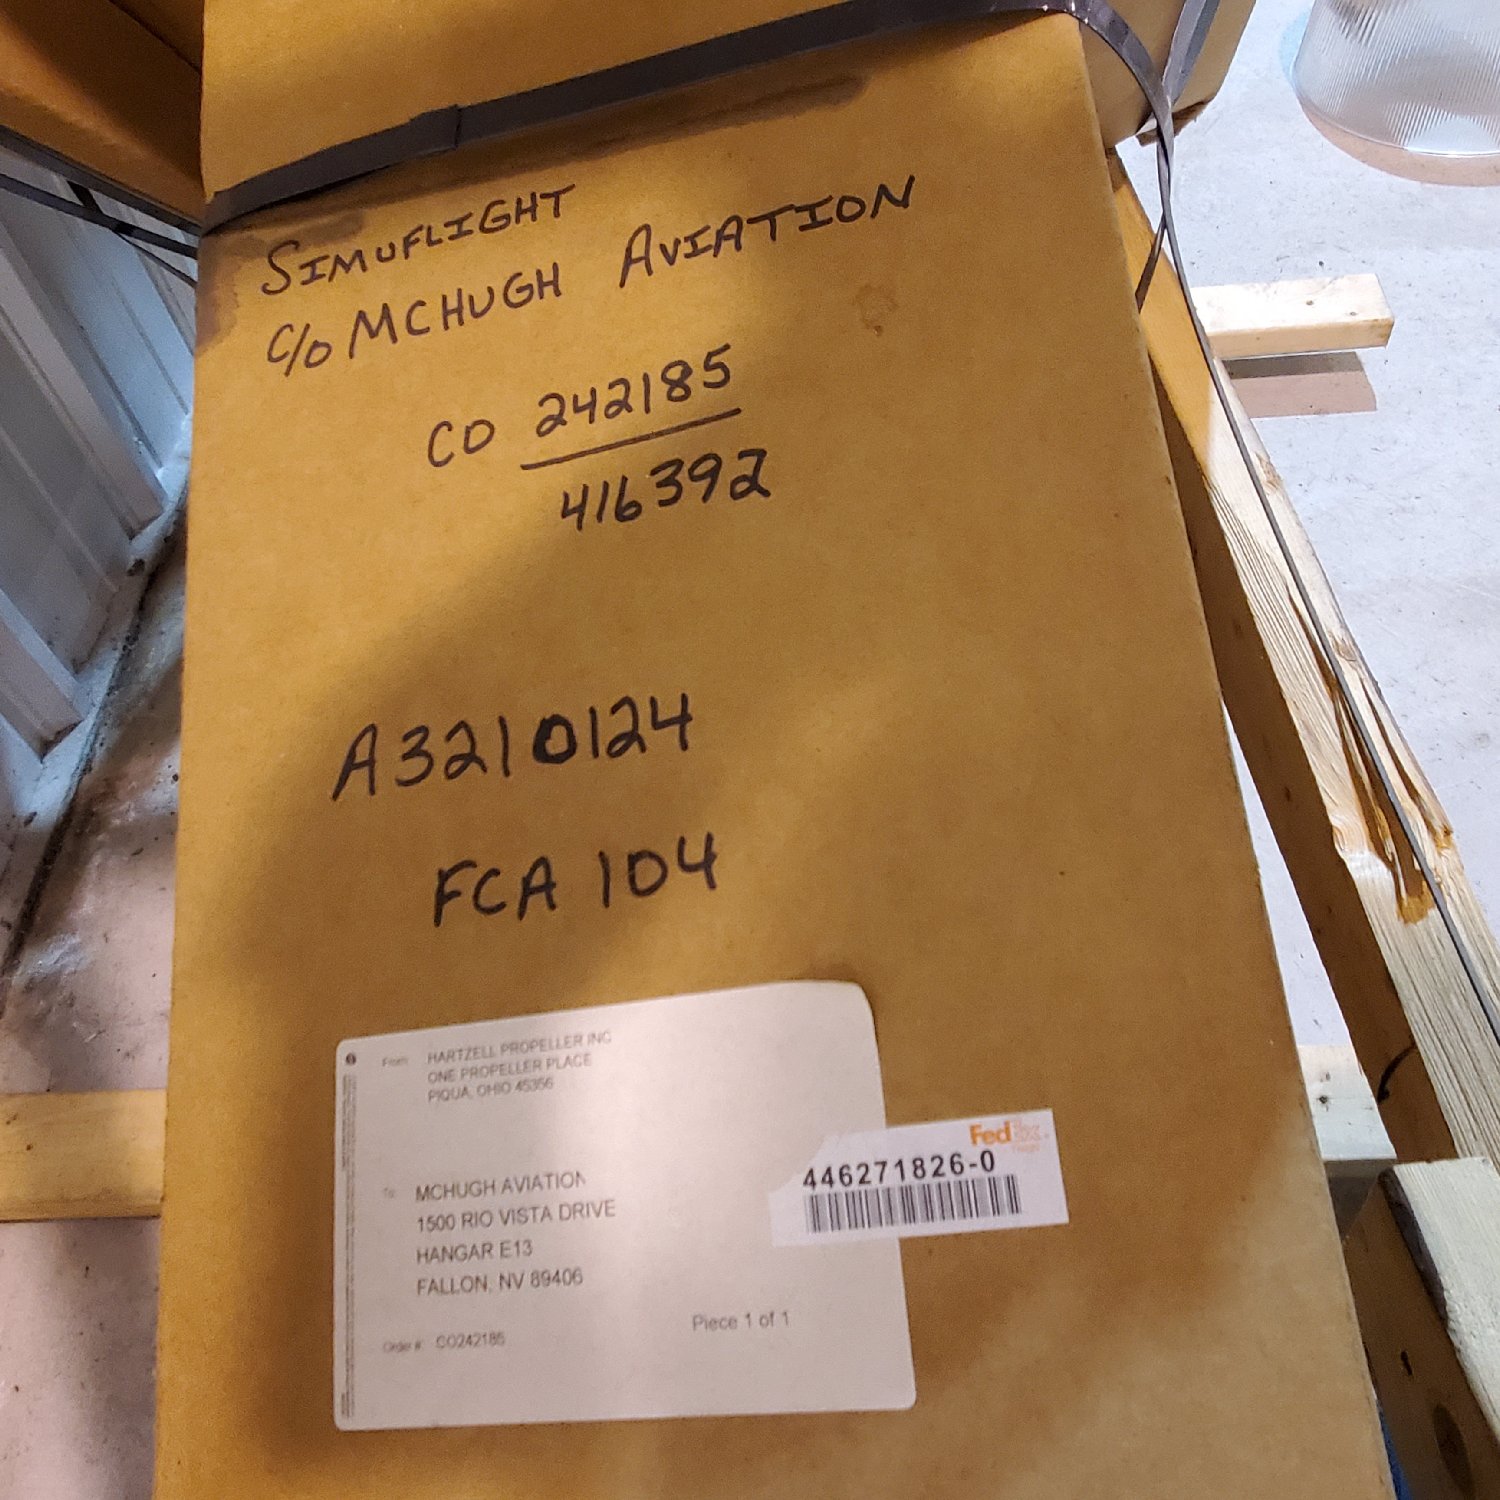 SIMUFLIGHT
C/O MCHUGH AVIATION
CO 242185
416392
A3210124
FCA 104
From: HARTZELL PROPELLER INC
ONE PROPELLER PLACE
PIQUA, OHIO 45356
To: MCHUGH AVIATION
1500 RIO VISTA DRIVE
HANGAR E13
FALLON, NV 89406
Order #: CO242185
Piece 1 of 1
Fed
446271826-0